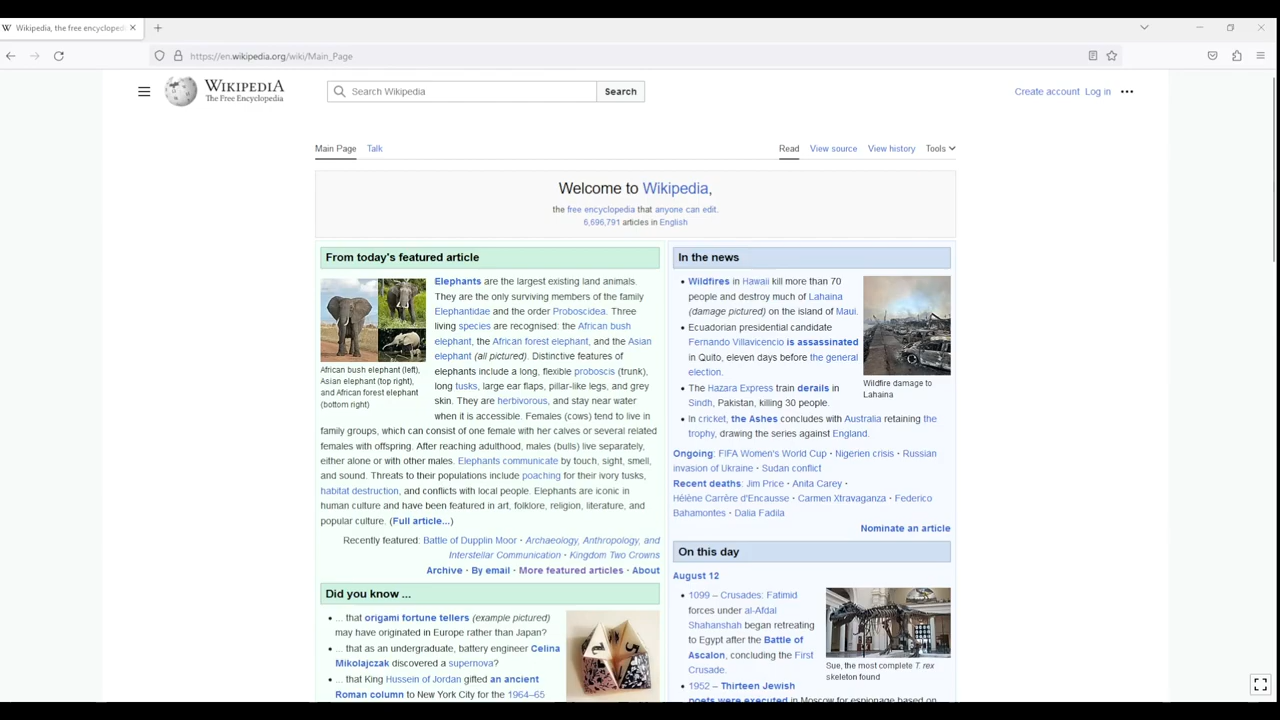 Wikipedia, the free encycloped
https://en.wikipedia.org/wiki/Main_Page
WIKIPEDIA
The Free Encyclopedia
Search Wikipedia
Search
Create account Log in
Main Page Talk
Read View source View history Tools
Welcome to Wikipedia,
the free encyclopedia that anyone can edit.
6,696,791 articles in English
From today's featured article
African bush elephant (left),
Asian elephant (top right),
and African forest elephant
(bottom right)
Elephants are the largest existing land animals.
They are the only surviving members of the family
Elephantidae and the order Proboscidea. Three
living species are recognised: the African bush
elephant, the African forest elephant, and the Asian
elephant (all pictured). Distinctive features of
elephants include a long, flexible proboscis (trunk),
long tusks, large ear flaps, pillar-like legs, and grey
skin. They are herbivorous, and stay near water
when it is accessible. Females (cows) tend to live in
family groups, which can consist of one female with her calves or several related
females with offspring. After reaching adulthood, males (bulls) live separately,
either alone or with other males. Elephants communicate by touch, sight, smell,
and sound. Threats to their populations include poaching for their ivory tusks,
habitat destruction, and conflicts with local people. Elephants are iconic in
human culture and have been featured in art, folklore, religion, literature, and
popular culture. (Full article...)
Recently featured: Battle of Dupplin Moor · Archaeology, Anthropology, and
Interstellar Communication · Kingdom Two Crowns
Archive · By email · More featured articles · About
Did you know ...
... that origami fortune tellers (example pictured)
may have originated in Europe rather than Japan?
... that as an undergraduate, battery engineer Celina
Mikolajczak discovered a supernova?
... that King Hussein of Jordan gifted an ancient
Roman column to New York City for the 1964–65
In the news
Wildfires in Hawaii kill more than 70
people and destroy much of Lahaina
(damage pictured) on the island of Maui.
Ecuadorian presidential candidate
Fernando Villavicencio is assassinated
in Quito, eleven days before the general
election.
The Hazara Express train derails in
Sindh, Pakistan, killing 30 people.
In cricket, the Ashes concludes with Australia retaining the
trophy, drawing the series against England.
Wildfire damage to
Lahaina
Ongoing: FIFA Women's World Cup · Nigerien crisis · Russian
invasion of Ukraine · Sudan conflict
Recent deaths: Jim Price · Anita Carey ·
Hélène Carrère d'Encausse · Carmen Xtravaganza · Federico
Bahamontes · Dalia Fadila
Nominate an article
On this day
August 12
1099 – Crusades: Fatimid
forces under al-Afdal
Shahanshah began retreating
to Egypt after the Battle of
Ascalon, concluding the First
Crusade.
1952 – Thirteen Jewish
poets were executed in Moscow for espionage based on
Sue, the most complete T. rex
skeleton found